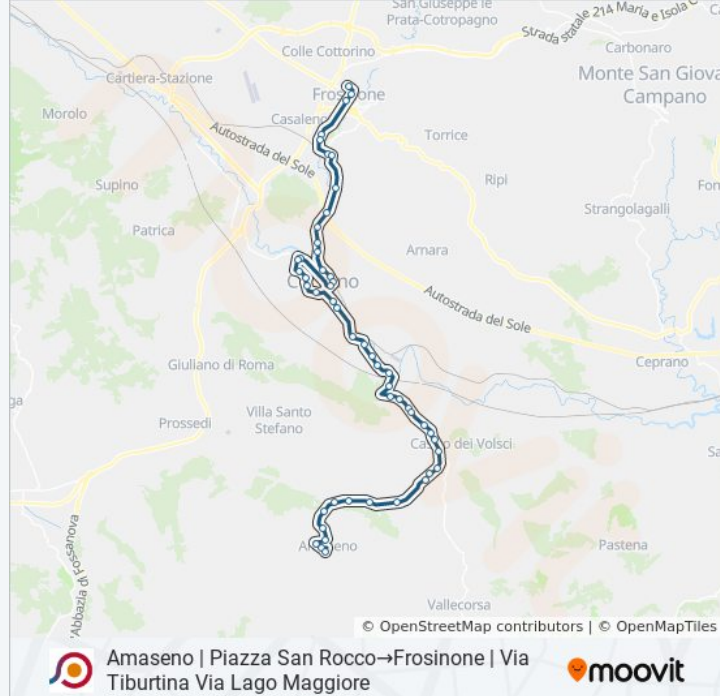 San Giuseppe le
Prata-Cotropagno
Strada statale 214 Maria e Isola C
Colle Cottorino
Carbonaro
Cartiera-Stazione
Monte San Giova
Campano
Frosinone
Morolo
Casaleno
Autostrada del Sole
Torrice
Supino
Ripi
Strangolagalli
Patrica
Arnara
Autostrada del Sole
Ceprano
Giuliano di Roma
Villa Santo
Stefano
Prossedi
Castro dei Volsci
Amaseno
Pastena
l'Abbazia di Fossanova
Vallecorsa
© OpenStreetMap contributors | © OpenMapTiles
Amaseno | Piazza San Rocco→Frosinone | Via
Tiburtina Via Lago Maggiore
moovit